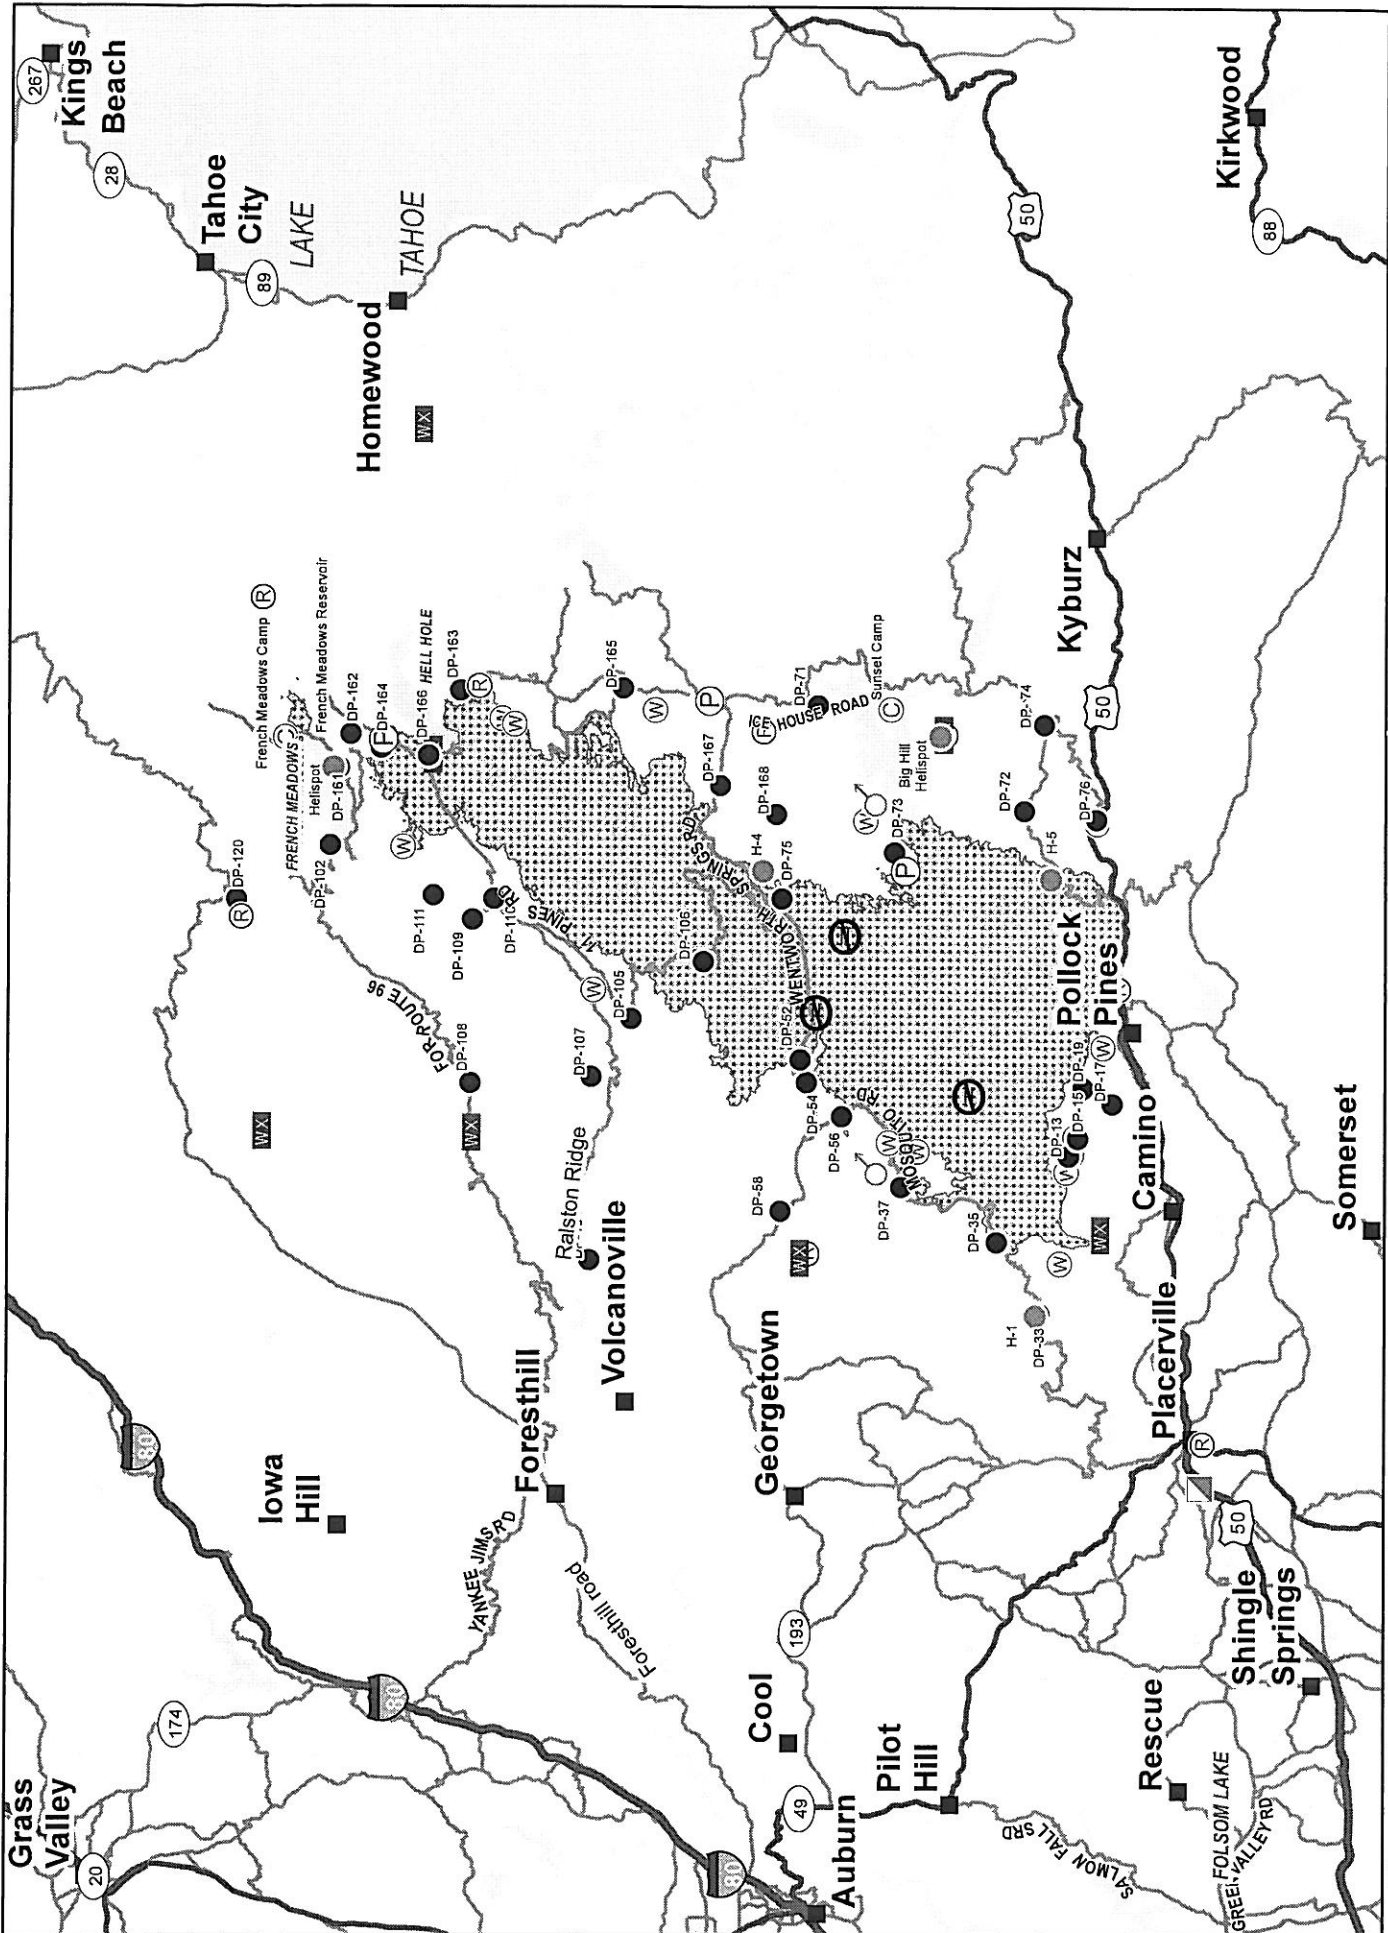 Grass
Valley
20
174
80
Iowa
Hill
80
YANKEE JIMS RD
Foresthill
Foresthill road
80
Auburn
49
Cool
193
Georgetown
Volcanoville
Ralston Ridge
Pilot
Hill
SALMON FALLS RD
Rescue
FOLSOM LAKE
GREEN VALLEY RD
Shingle
Springs
50
R
Placerville
Camino
Somerset
Pollock
Pines
WX
WX
WX
WX
FOR ROUTE 96
DP-108
DP-107
DP-105
W
DP-106
DP-58
DP-56
DP-54
DP-52
WENTWORTH SPRINGS RD
MOSQUITO RD
W
W
DP-37
DP-35
H-1
DP-33
W
W
DP-13
DP-15
DP-17
DP-19
W
H-5
DP-76
DP-72
DP-74
50
Kyburz
R
DP-120
DP-102
French Meadows Camp
R
FRENCH MEADOWS
French Meadows Reservoir
Helispot
DP-161
DP-162
DP-164
F
DP-166
HELL HOLE
DP-163
R
W
W
W
DP-111
DP-109
DP-110
11 PINES RD
DP-165
W
P
DP-167
DP-168
H-4
DP-75
F
ICE HOUSE ROAD
DP-71
Sunset Camp
C
W
DP-73
P
Big Hill
Helispot
WX
Homewood
LAKE
TAHOE
89
Tahoe
City
28
267
Kings
Beach
50
88
Kirkwood